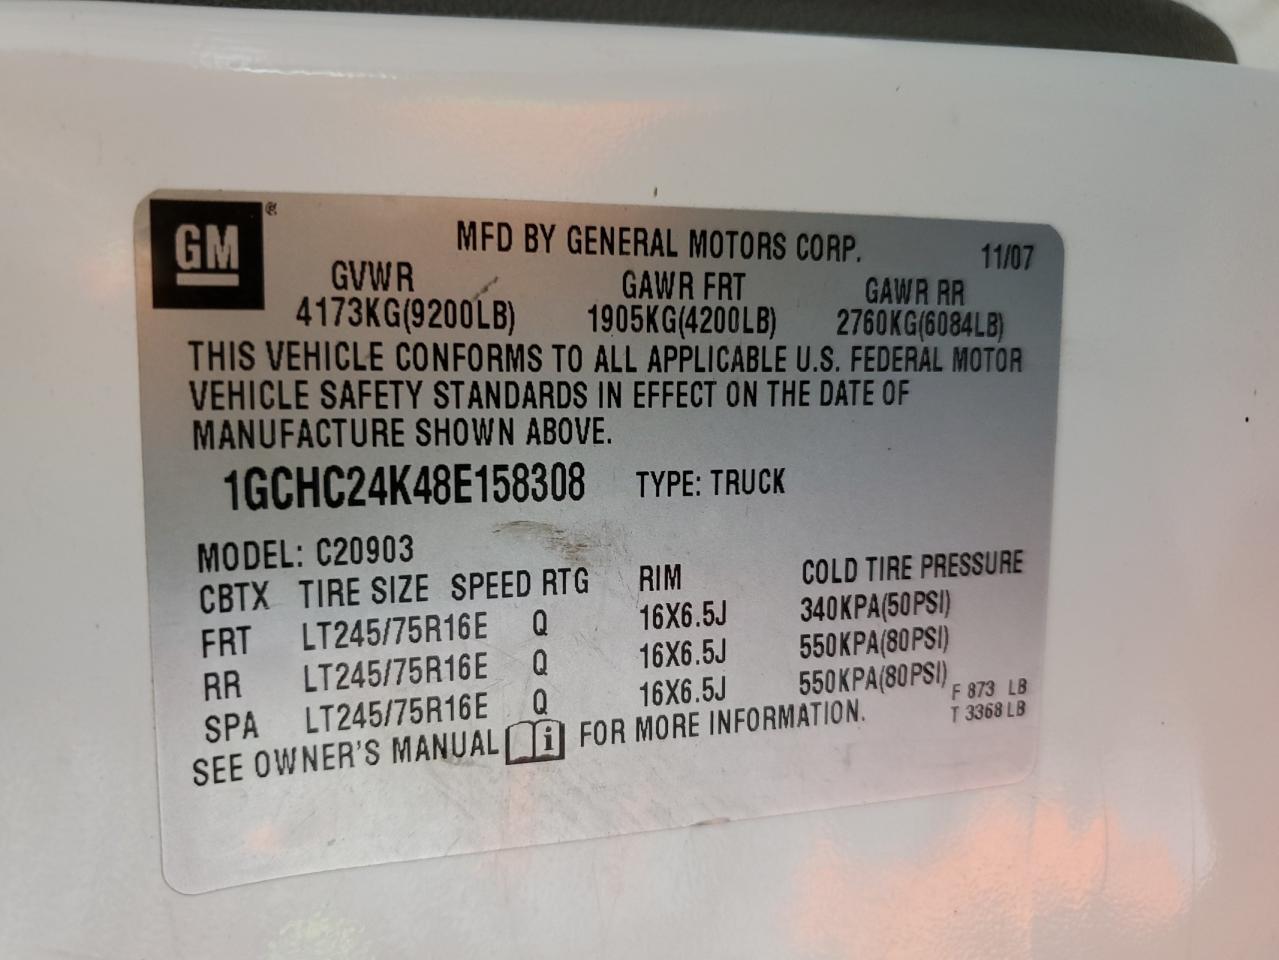 GM®
MFD BY GENERAL MOTORS CORP. 11/07
GVWR GAWR FRT GAWR RR
4173KG(9200LB) 1905KG(4200LB) 2760KG(6084LB)
THIS VEHICLE CONFORMS TO ALL APPLICABLE U.S. FEDERAL MOTOR
VEHICLE SAFETY STANDARDS IN EFFECT ON THE DATE OF
MANUFACTURE SHOWN ABOVE.
1GCHC24K48E158308 TYPE: TRUCK
MODEL: C20903
CBTX TIRE SIZE SPEED RTG RIM COLD TIRE PRESSURE
FRT LT245/75R16E Q 16X6.5J 340KPA(50PSI)
RR LT245/75R16E Q 16X6.5J 550KPA(80PSI)
SPA LT245/75R16E Q 16X6.5J 550KPA(80PSI)
F 873 LB
T 3368 LB
SEE OWNER'S MANUAL i FOR MORE INFORMATION.